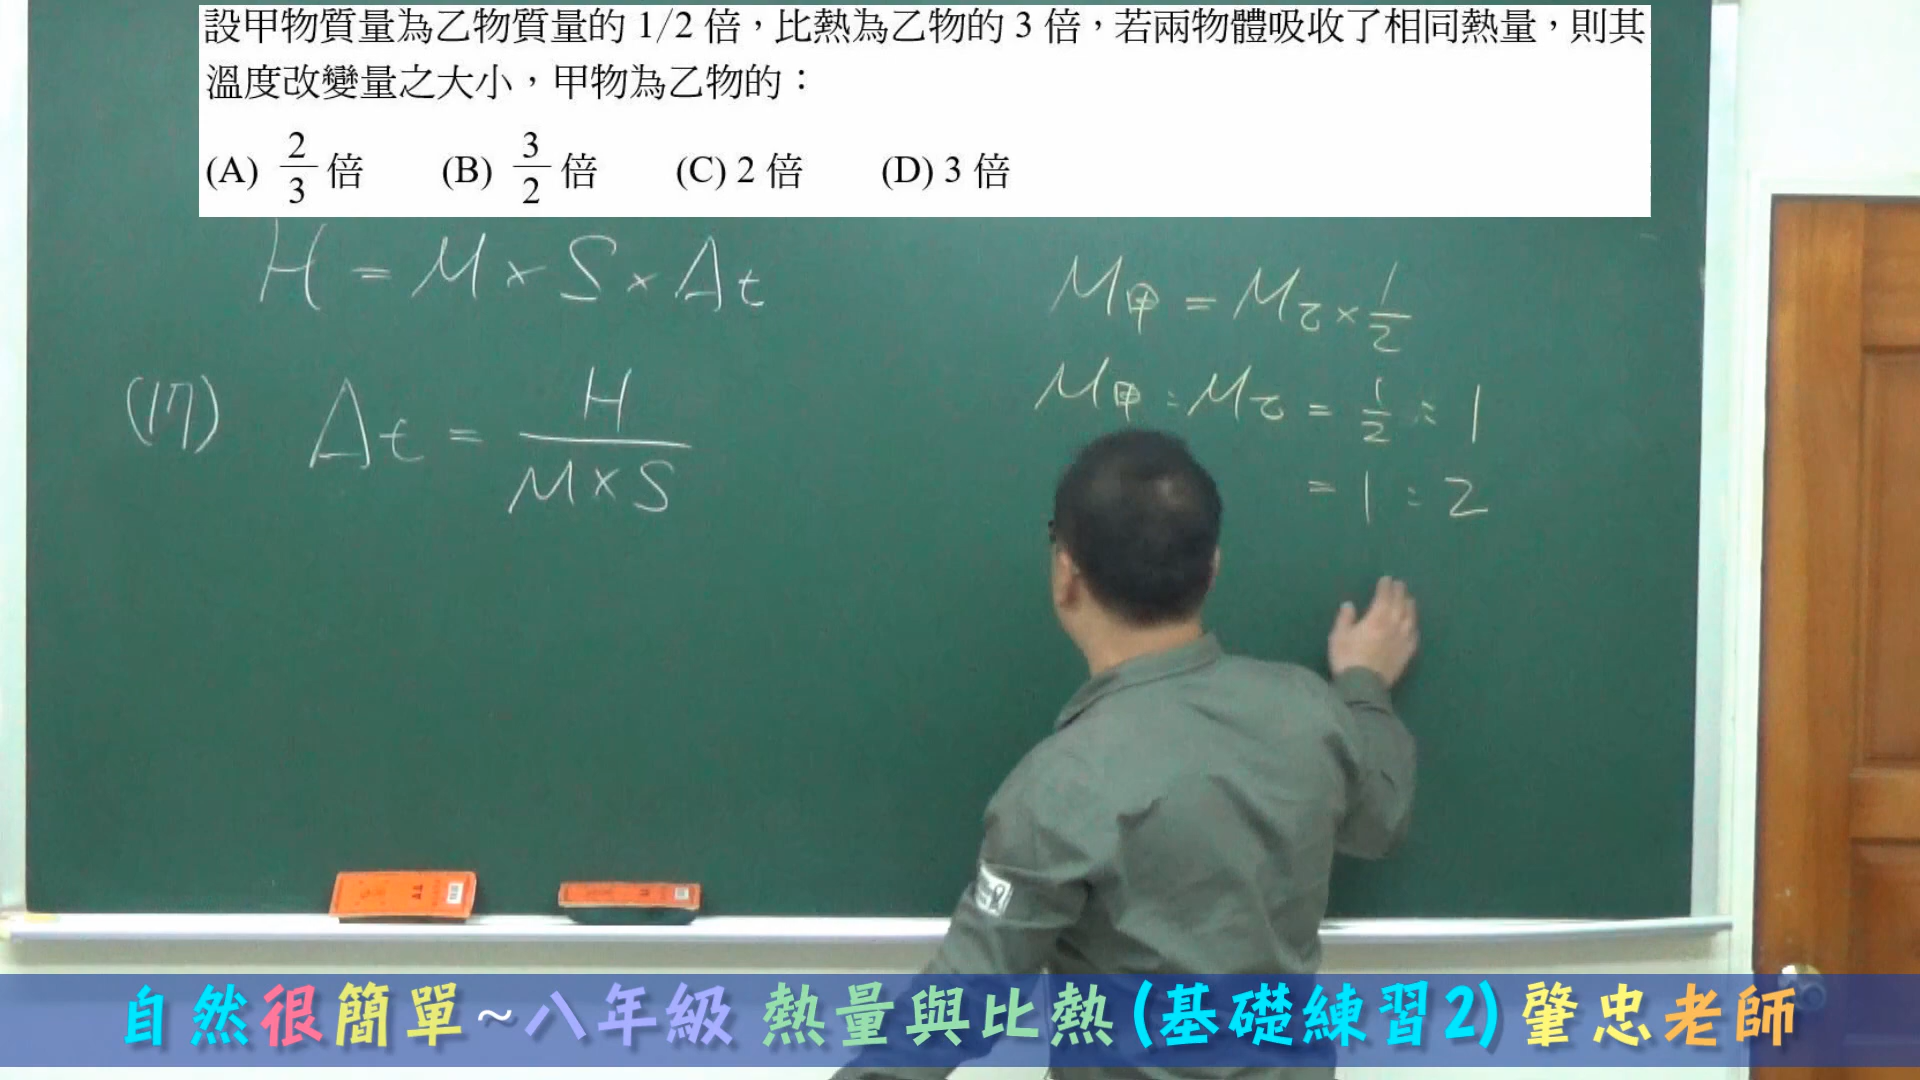 設甲物質量為乙物質量的 1/2 倍，比熱為乙物的 3 倍，若兩物體吸收了相同熱量，則其
溫度改變量之大小，甲物為乙物的：
(A) 2/3 倍 (B) 3/2 倍 (C) 2 倍 (D) 3 倍
H = M × S × Δt
(17) Δt = H/(M×S)
M甲 = M乙 × 1/2
M甲 : M乙 = 1/2 : 1
= 1 : 2
自然很簡單~八年級 熱量與比熱(基礎練習2) 肇忠老師